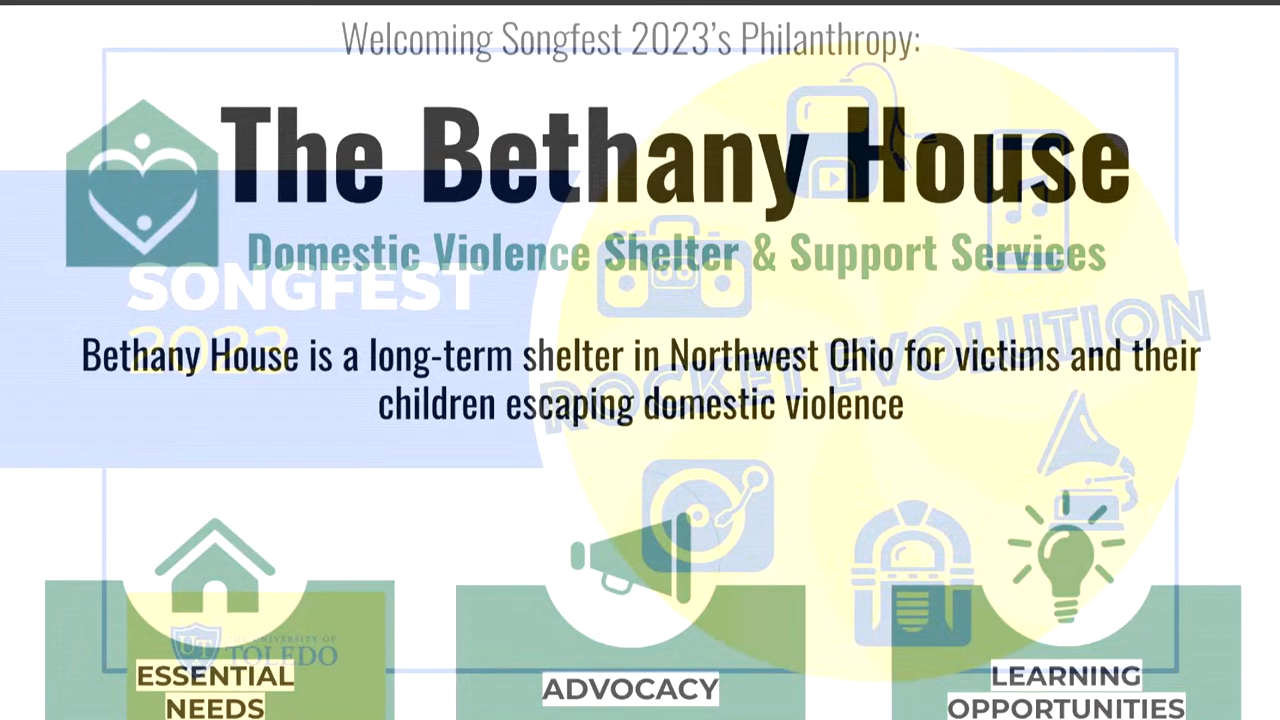 Welcoming Songfest 2023's Philanthropy:
The Bethany House
Domestic Violence Shelter & Support Services
SONGFEST
2023
Bethany House is a long-term shelter in Northwest Ohio for victims and their
children escaping domestic violence
ROCKET EVOLUTION
UT
THE UNIVERSITY OF
TOLEDO
ESSENTIAL
NEEDS
ADVOCACY
LEARNING
OPPORTUNITIES